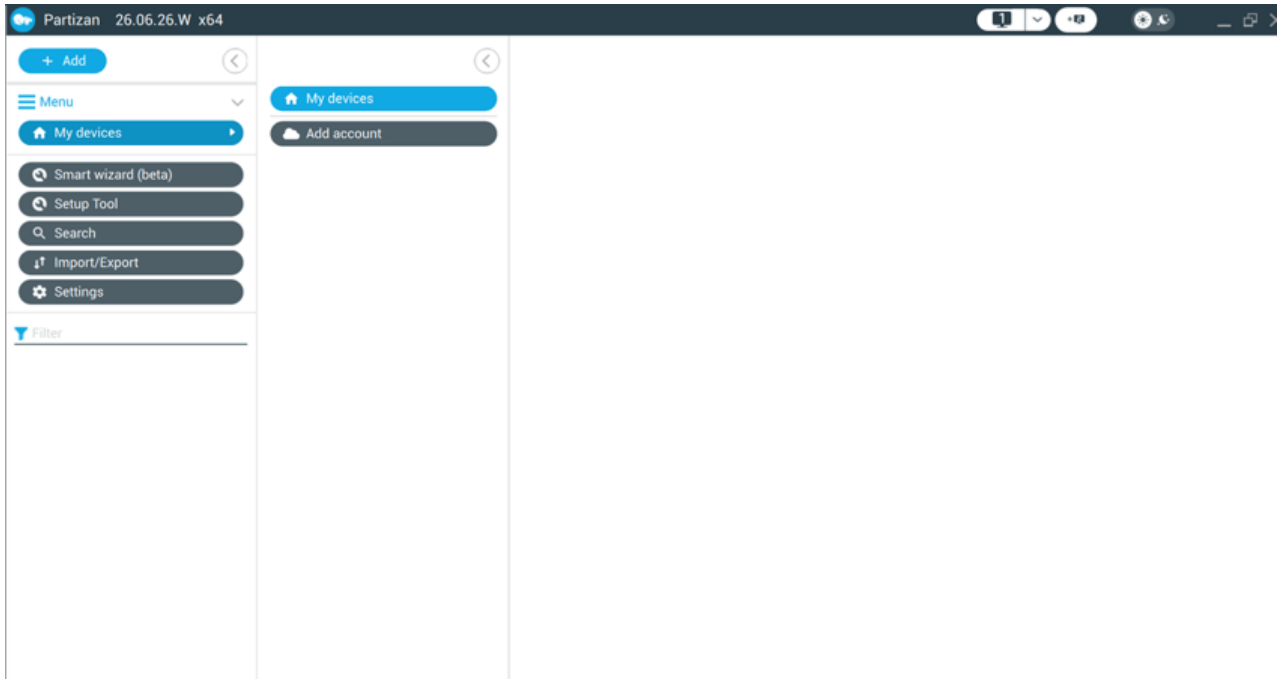 Partizan 26.06.26.W x64
1
+ Add
Menu
My devices
Smart wizard (beta)
Setup Tool
Search
Import/Export
Settings
Filter
My devices
Add account